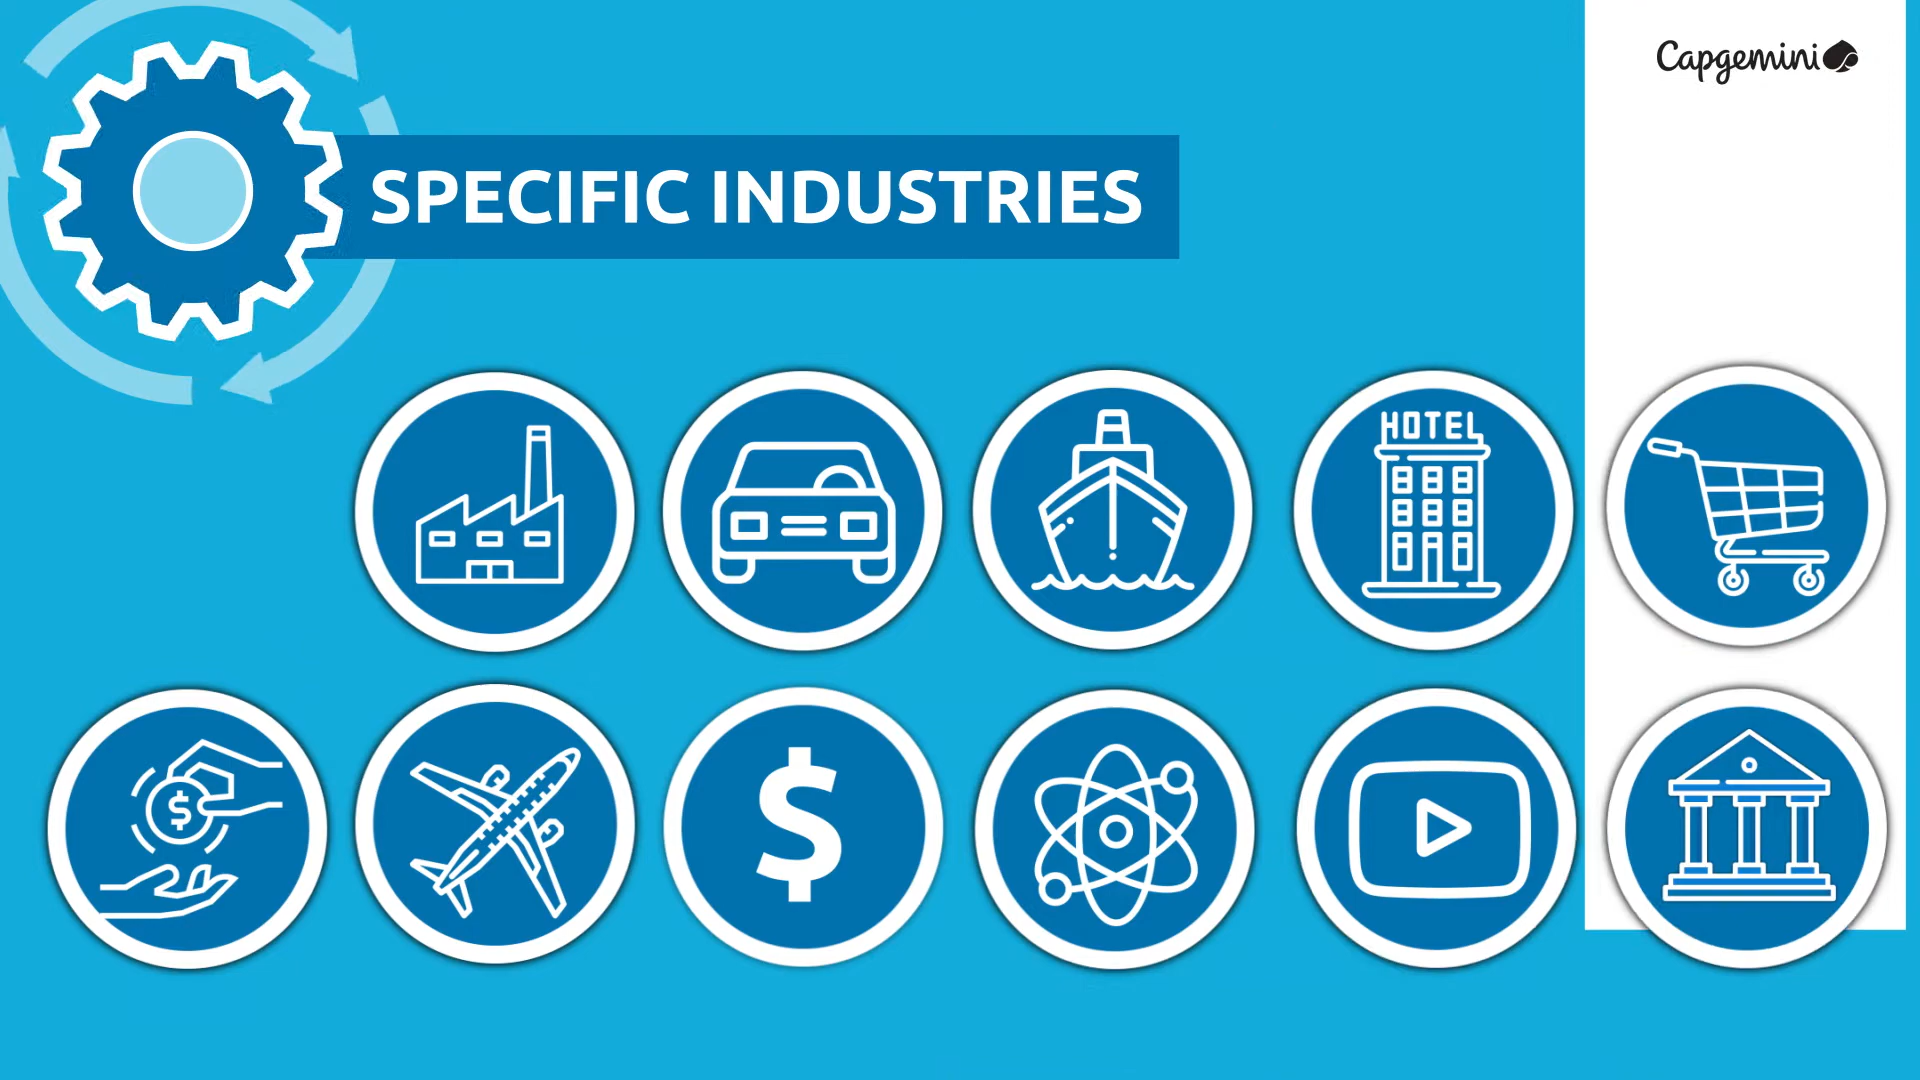 Capgemini
SPECIFIC INDUSTRIES
HOTEL
$
$